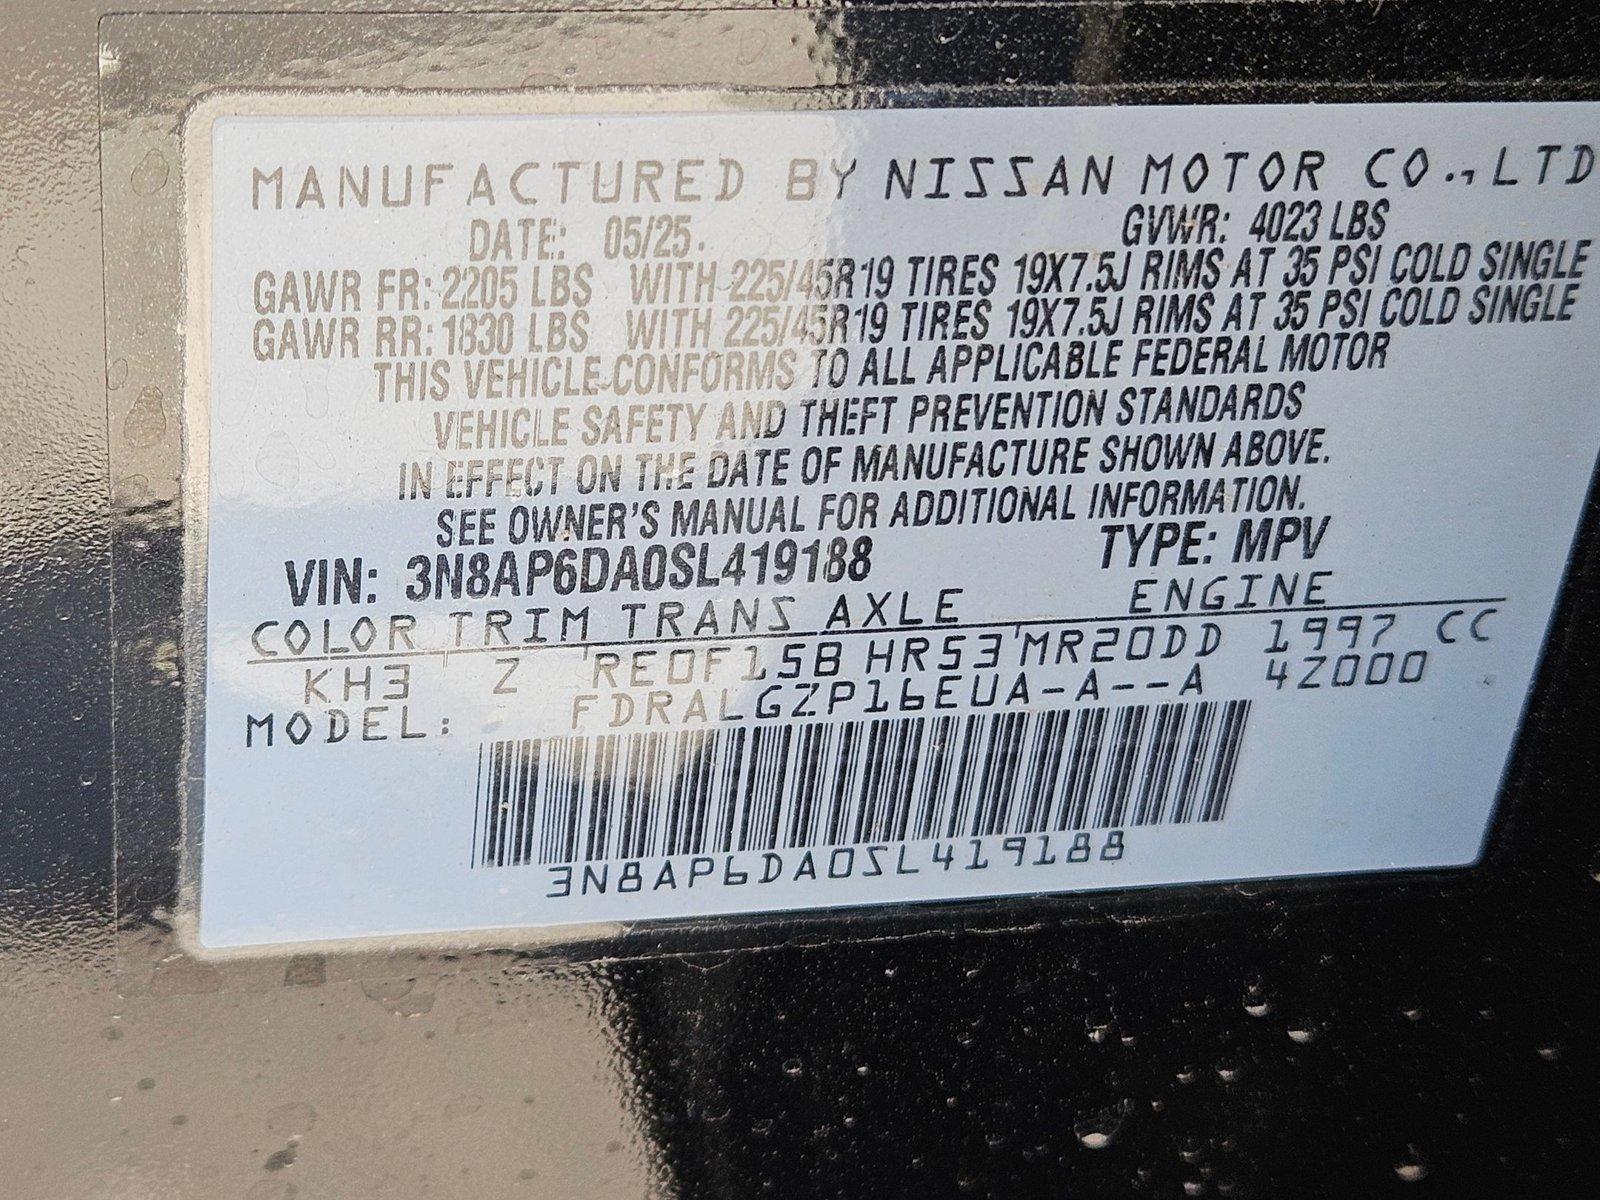 MANUFACTURED BY NISSAN MOTOR CO., LTD
DATE: 05/25. GVWR: 4023 LBS
GAWR FR: 2205 LBS WITH 225/45R19 TIRES 19X7.5J RIMS AT 35 PSI COLD SINGLE
GAWR RR: 1830 LBS WITH 225/45R19 TIRES 19X7.5J RIMS AT 35 PSI COLD SINGLE
THIS VEHICLE CONFORMS TO ALL APPLICABLE FEDERAL MOTOR
VEHICLE SAFETY AND THEFT PREVENTION STANDARDS
IN EFFECT ON THE DATE OF MANUFACTURE SHOWN ABOVE.
SEE OWNER'S MANUAL FOR ADDITIONAL INFORMATION.
VIN: 3N8AP6DA0SL419188 TYPE: MPV
COLOR TRIM TRANS AXLE ENGINE
KH3 Z RE0F15B HR53 MR20DD 1997 CC
MODEL: FDRALGZP16EUA-A--A 4Z000
3N8AP6DA0SL419188